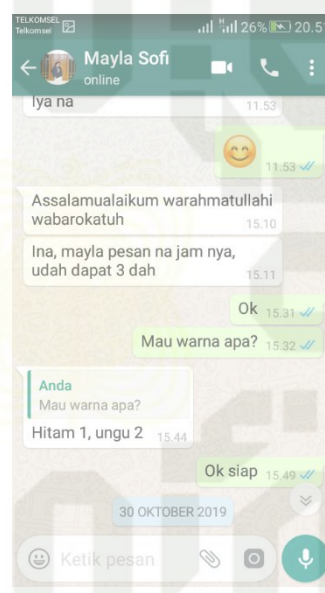 TELKOMSEL
Telkomsel
26%
20.5
Mayla Sofi
online
Iya na
11.53
11.53
Assalamualaikum warahmatullahi
wabarokatuh
15.10
Ina, mayla pesan na jam nya,
udah dapat 3 dah
15.11
Ok 15.31
Mau warna apa? 15.32
Anda
Mau warna apa?
Hitam 1, ungu 2 15.44
Ok siap 15.49
30 OKTOBER 2019
Ketik pesan